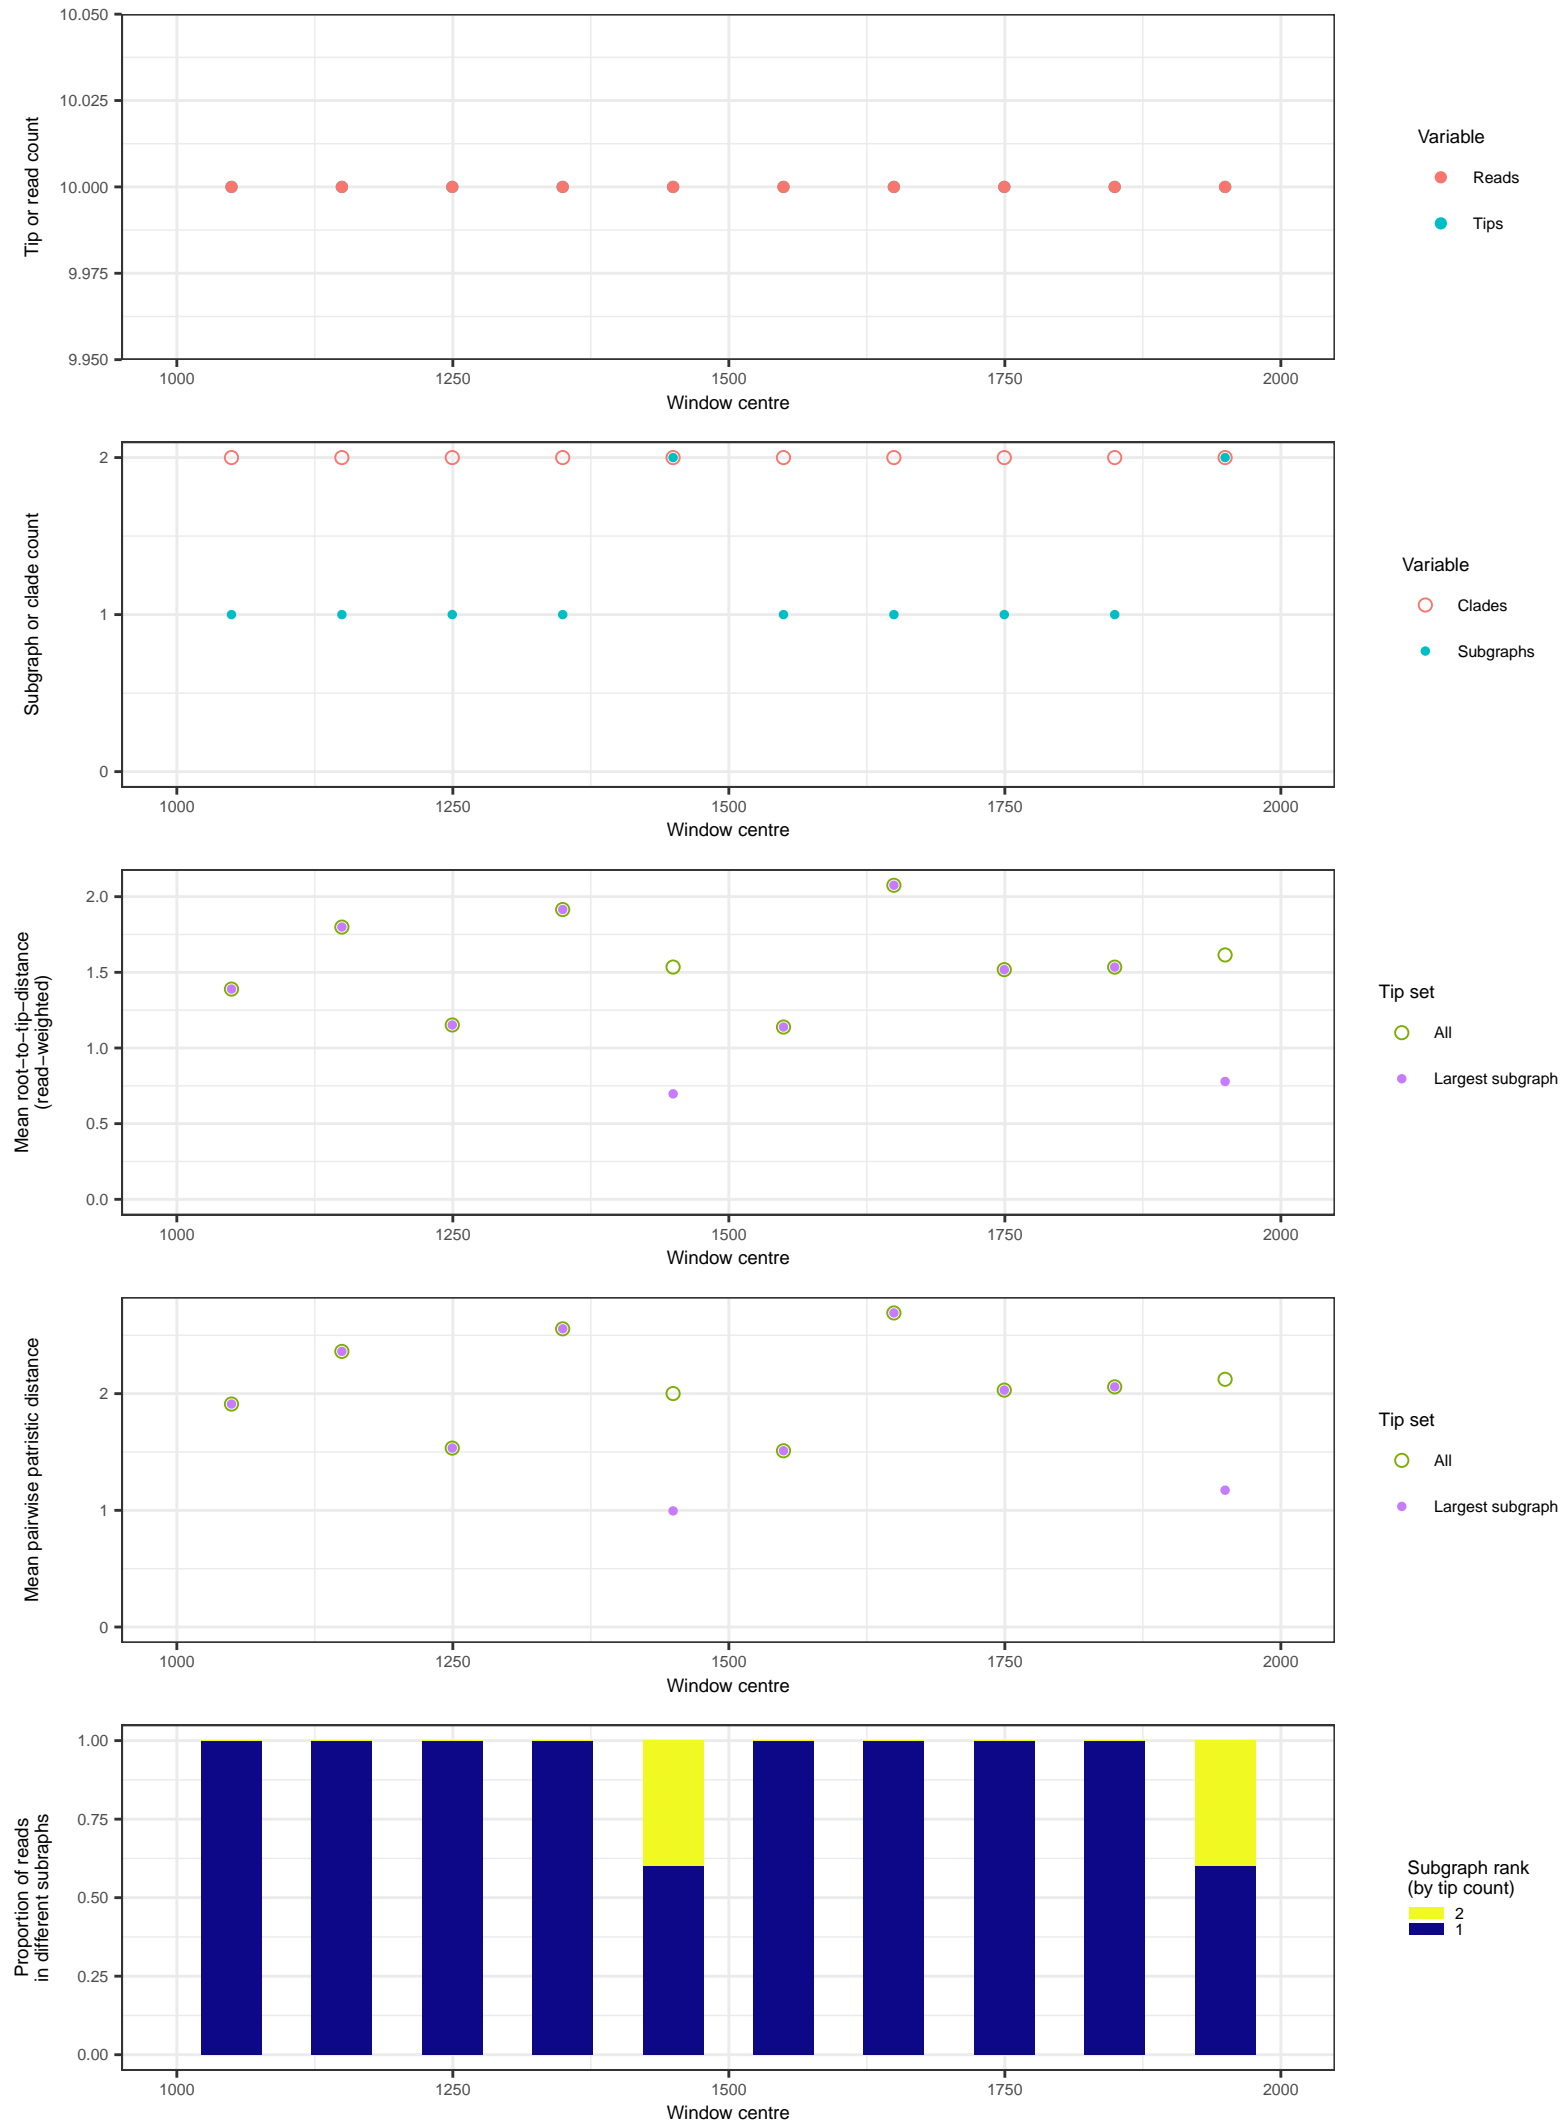 10.050
10.025
10.000
9.975
9.950
Tip or read count
1000 1250 1500 1750 2000
Window centre
Variable
Reads
Tips
2
1
0
Subgraph or clade count
1000 1250 1500 1750 2000
Window centre
Variable
Clades
Subgraphs
2.0
1.5
1.0
0.5
0.0
Mean root−to−tip−distance
(read−weighted)
1000 1250 1500 1750 2000
Window centre
Tip set
All
Largest subgraph
2
1
0
Mean pairwise patristic distance
1000 1250 1500 1750 2000
Window centre
Tip set
All
Largest subgraph
1.00
0.75
0.50
0.25
0.00
Proportion of reads
in different subraphs
1000 1250 1500 1750 2000
Window centre
Subgraph rank
(by tip count)
2
1